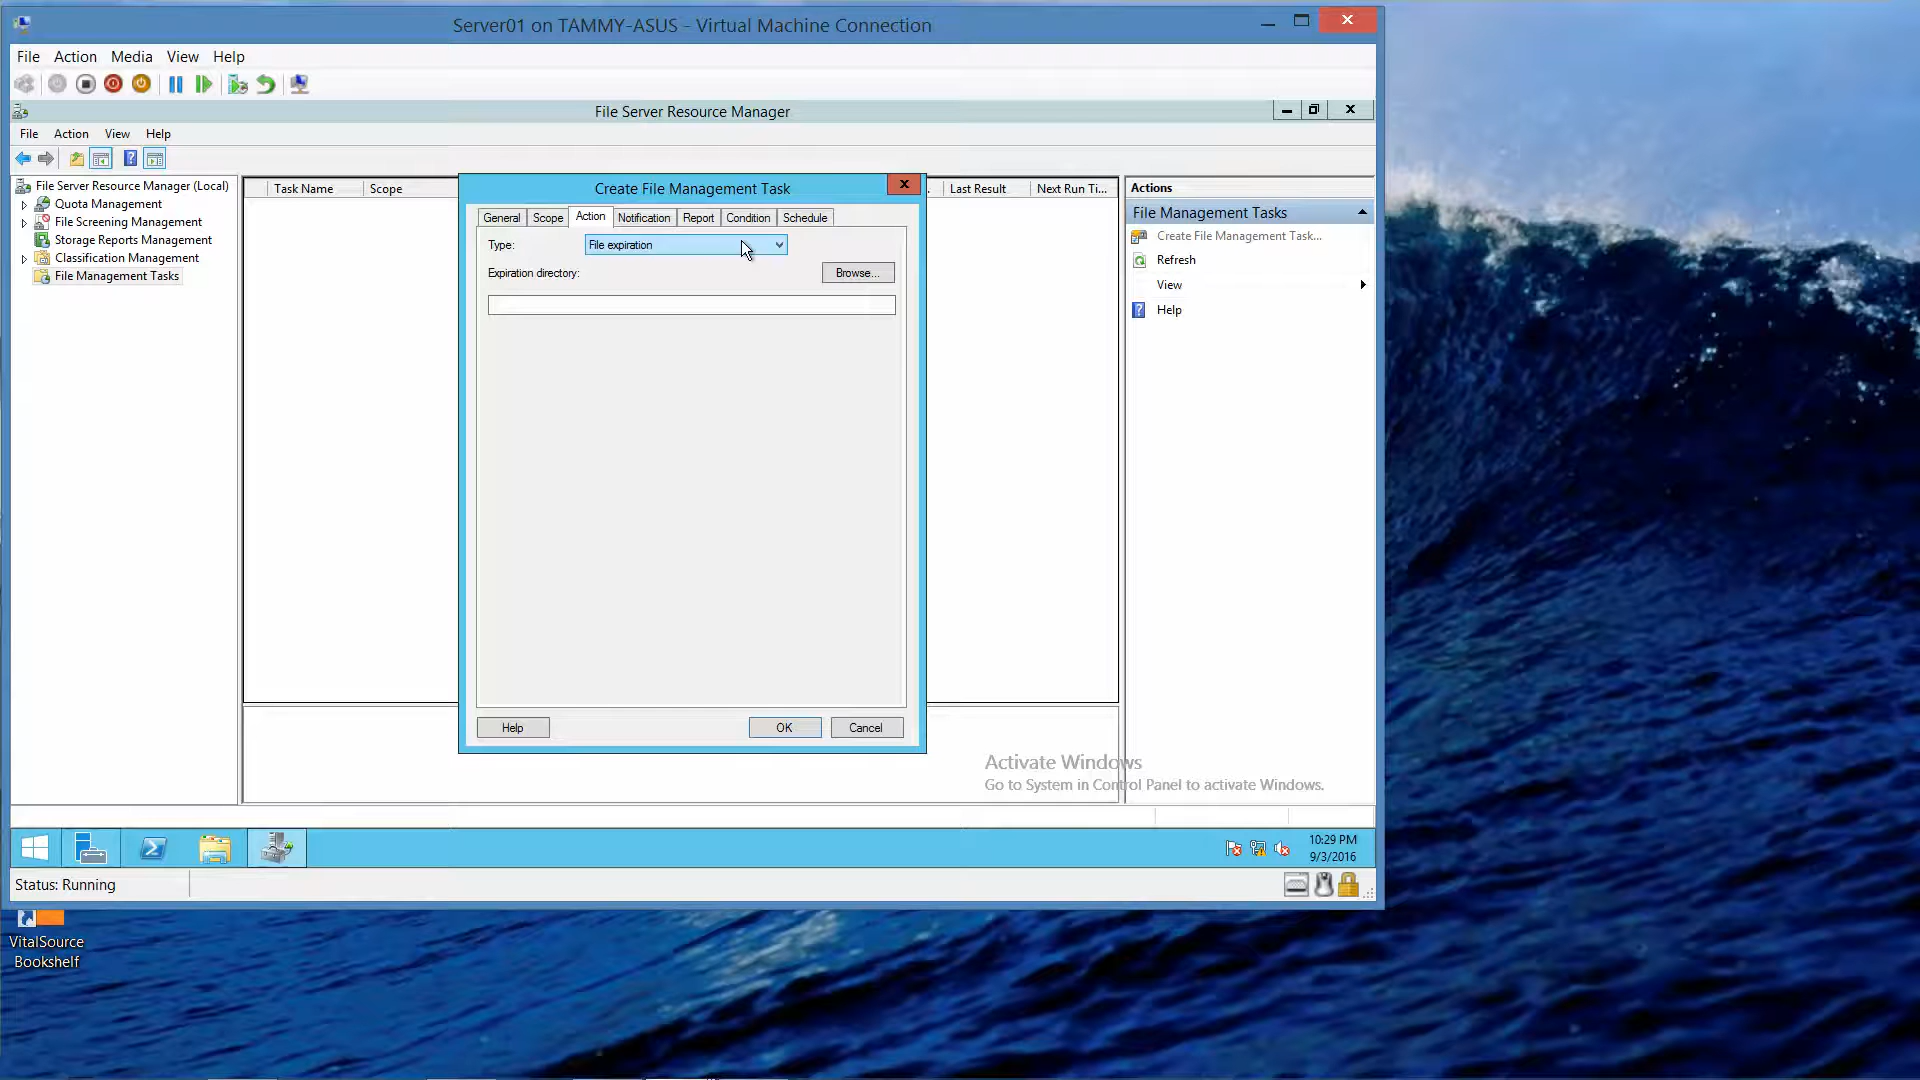 Server01 on TAMMY-ASUS - Virtual Machine Connection
File Action Media View Help
File Server Resource Manager
File Action View Help
File Server Resource Manager (Local)
Quota Management
File Screening Management
Storage Reports Management
Classification Management
File Management Tasks
Task Name Scope
Last Result Next Run Ti...
Create File Management Task
General Scope Action Notification Report Condition Schedule
Type: File expiration
Expiration directory: Browse...
Help OK Cancel
Actions
File Management Tasks
Create File Management Task...
Refresh
View
Help
Activate Windows
Go to System in Control Panel to activate Windows.
10:29 PM
9/3/2016
Status: Running
VitalSource
Bookshelf